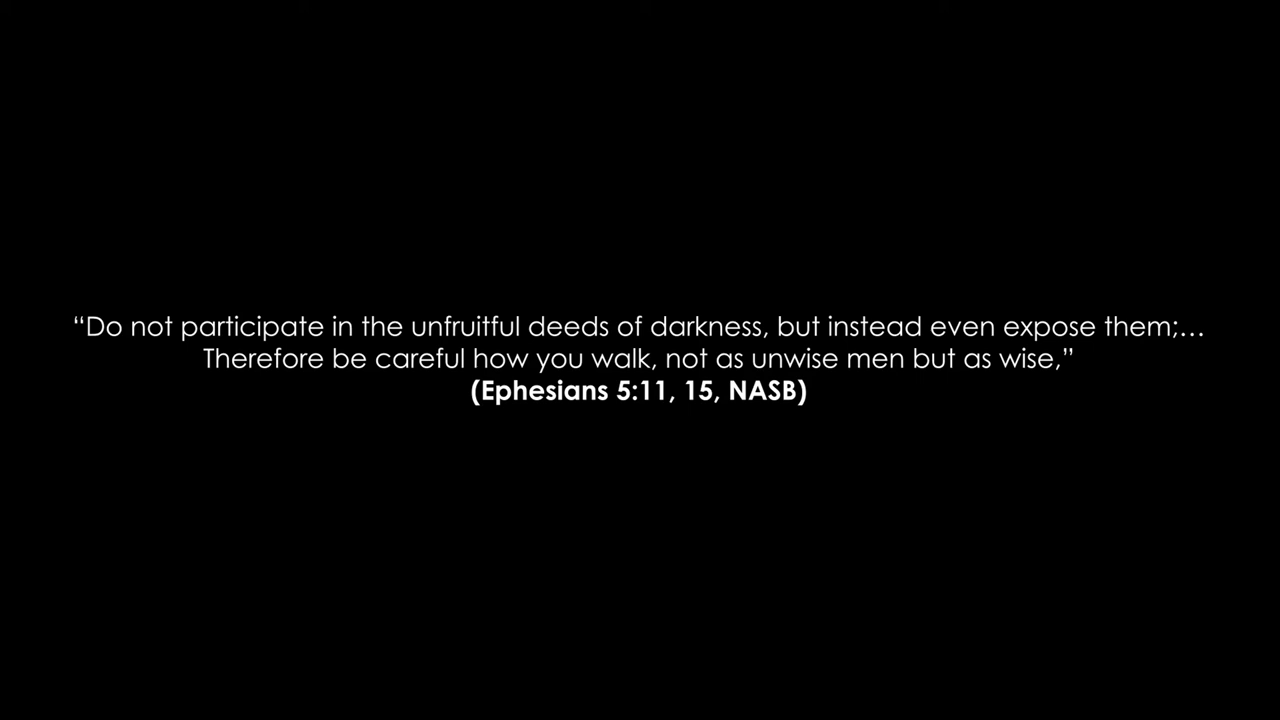 “Do not participate in the unfruitful deeds of darkness, but instead even expose them;…
Therefore be careful how you walk, not as unwise men but as wise,”
(Ephesians 5:11, 15, NASB)